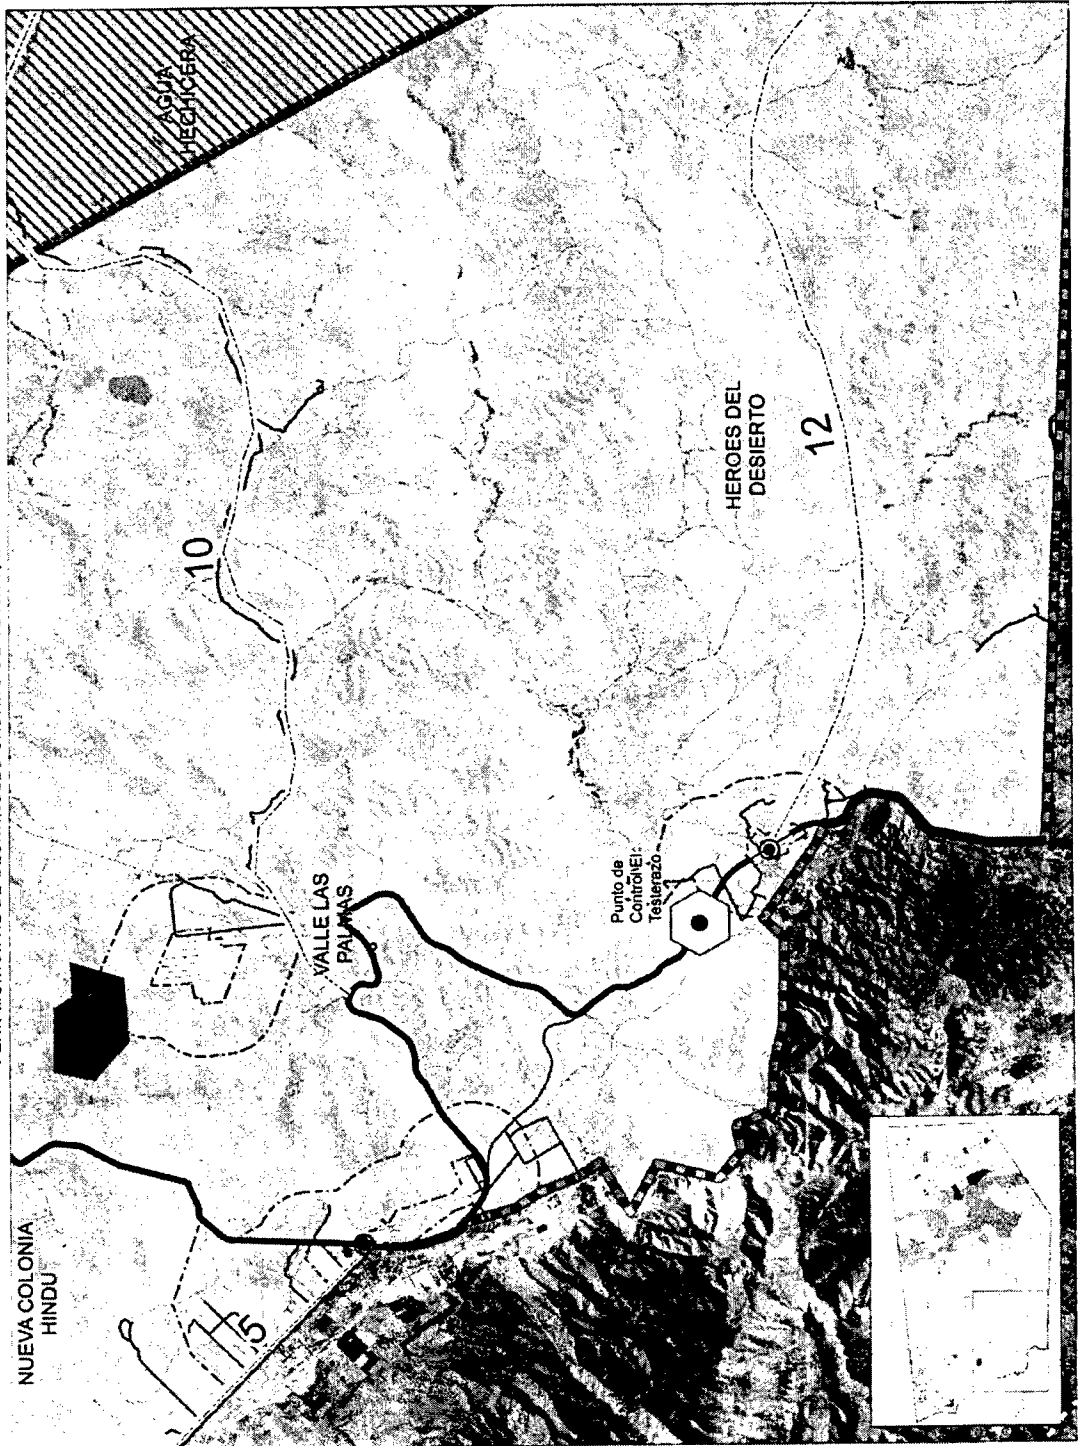 AGUA
HECHICERA
10
HEROES DEL
DESIERTO
12
VALLE LAS
PALMAS
Punto de
Control El
Testerazo
NUEVA COLONIA
HINDU
5